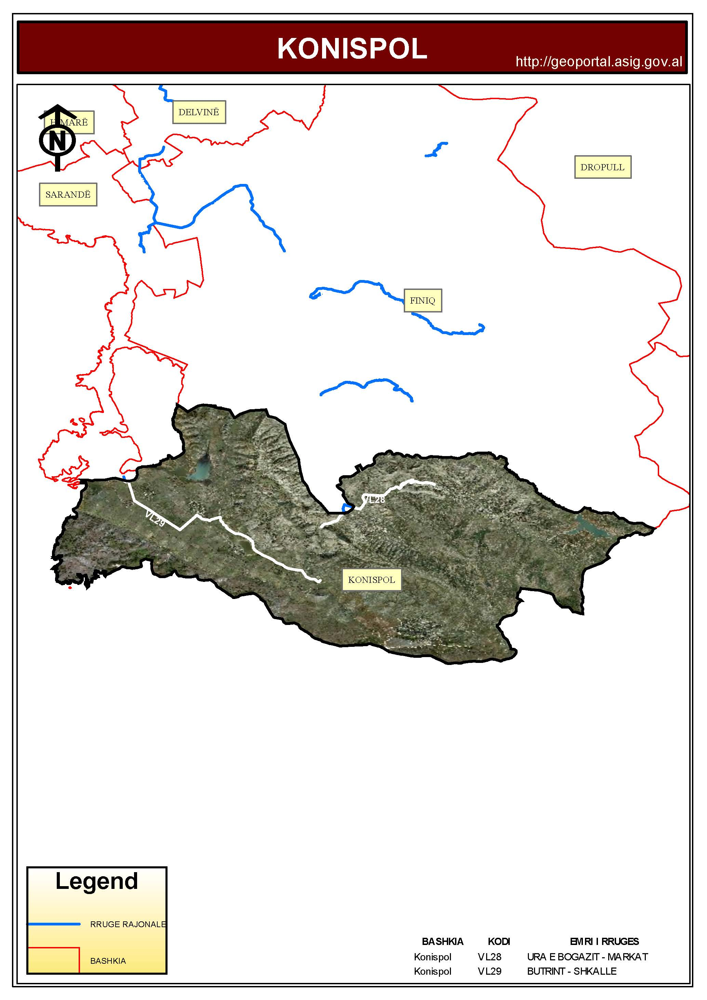 KONISPOL
http://geoportal.asig.gov.al
DELVINË
HIMARË
DROPULL
SARANDË
FINIQ
VL28
VL29
KONISPOL
N
Legend
RRUGE RAJONALE
BASHKIA
BASHKIA KODI EMRI I RRUGES
Konispol VL28 URA E BOGAZIT - MARKAT
Konispol VL29 BUTRINT - SHKALLE